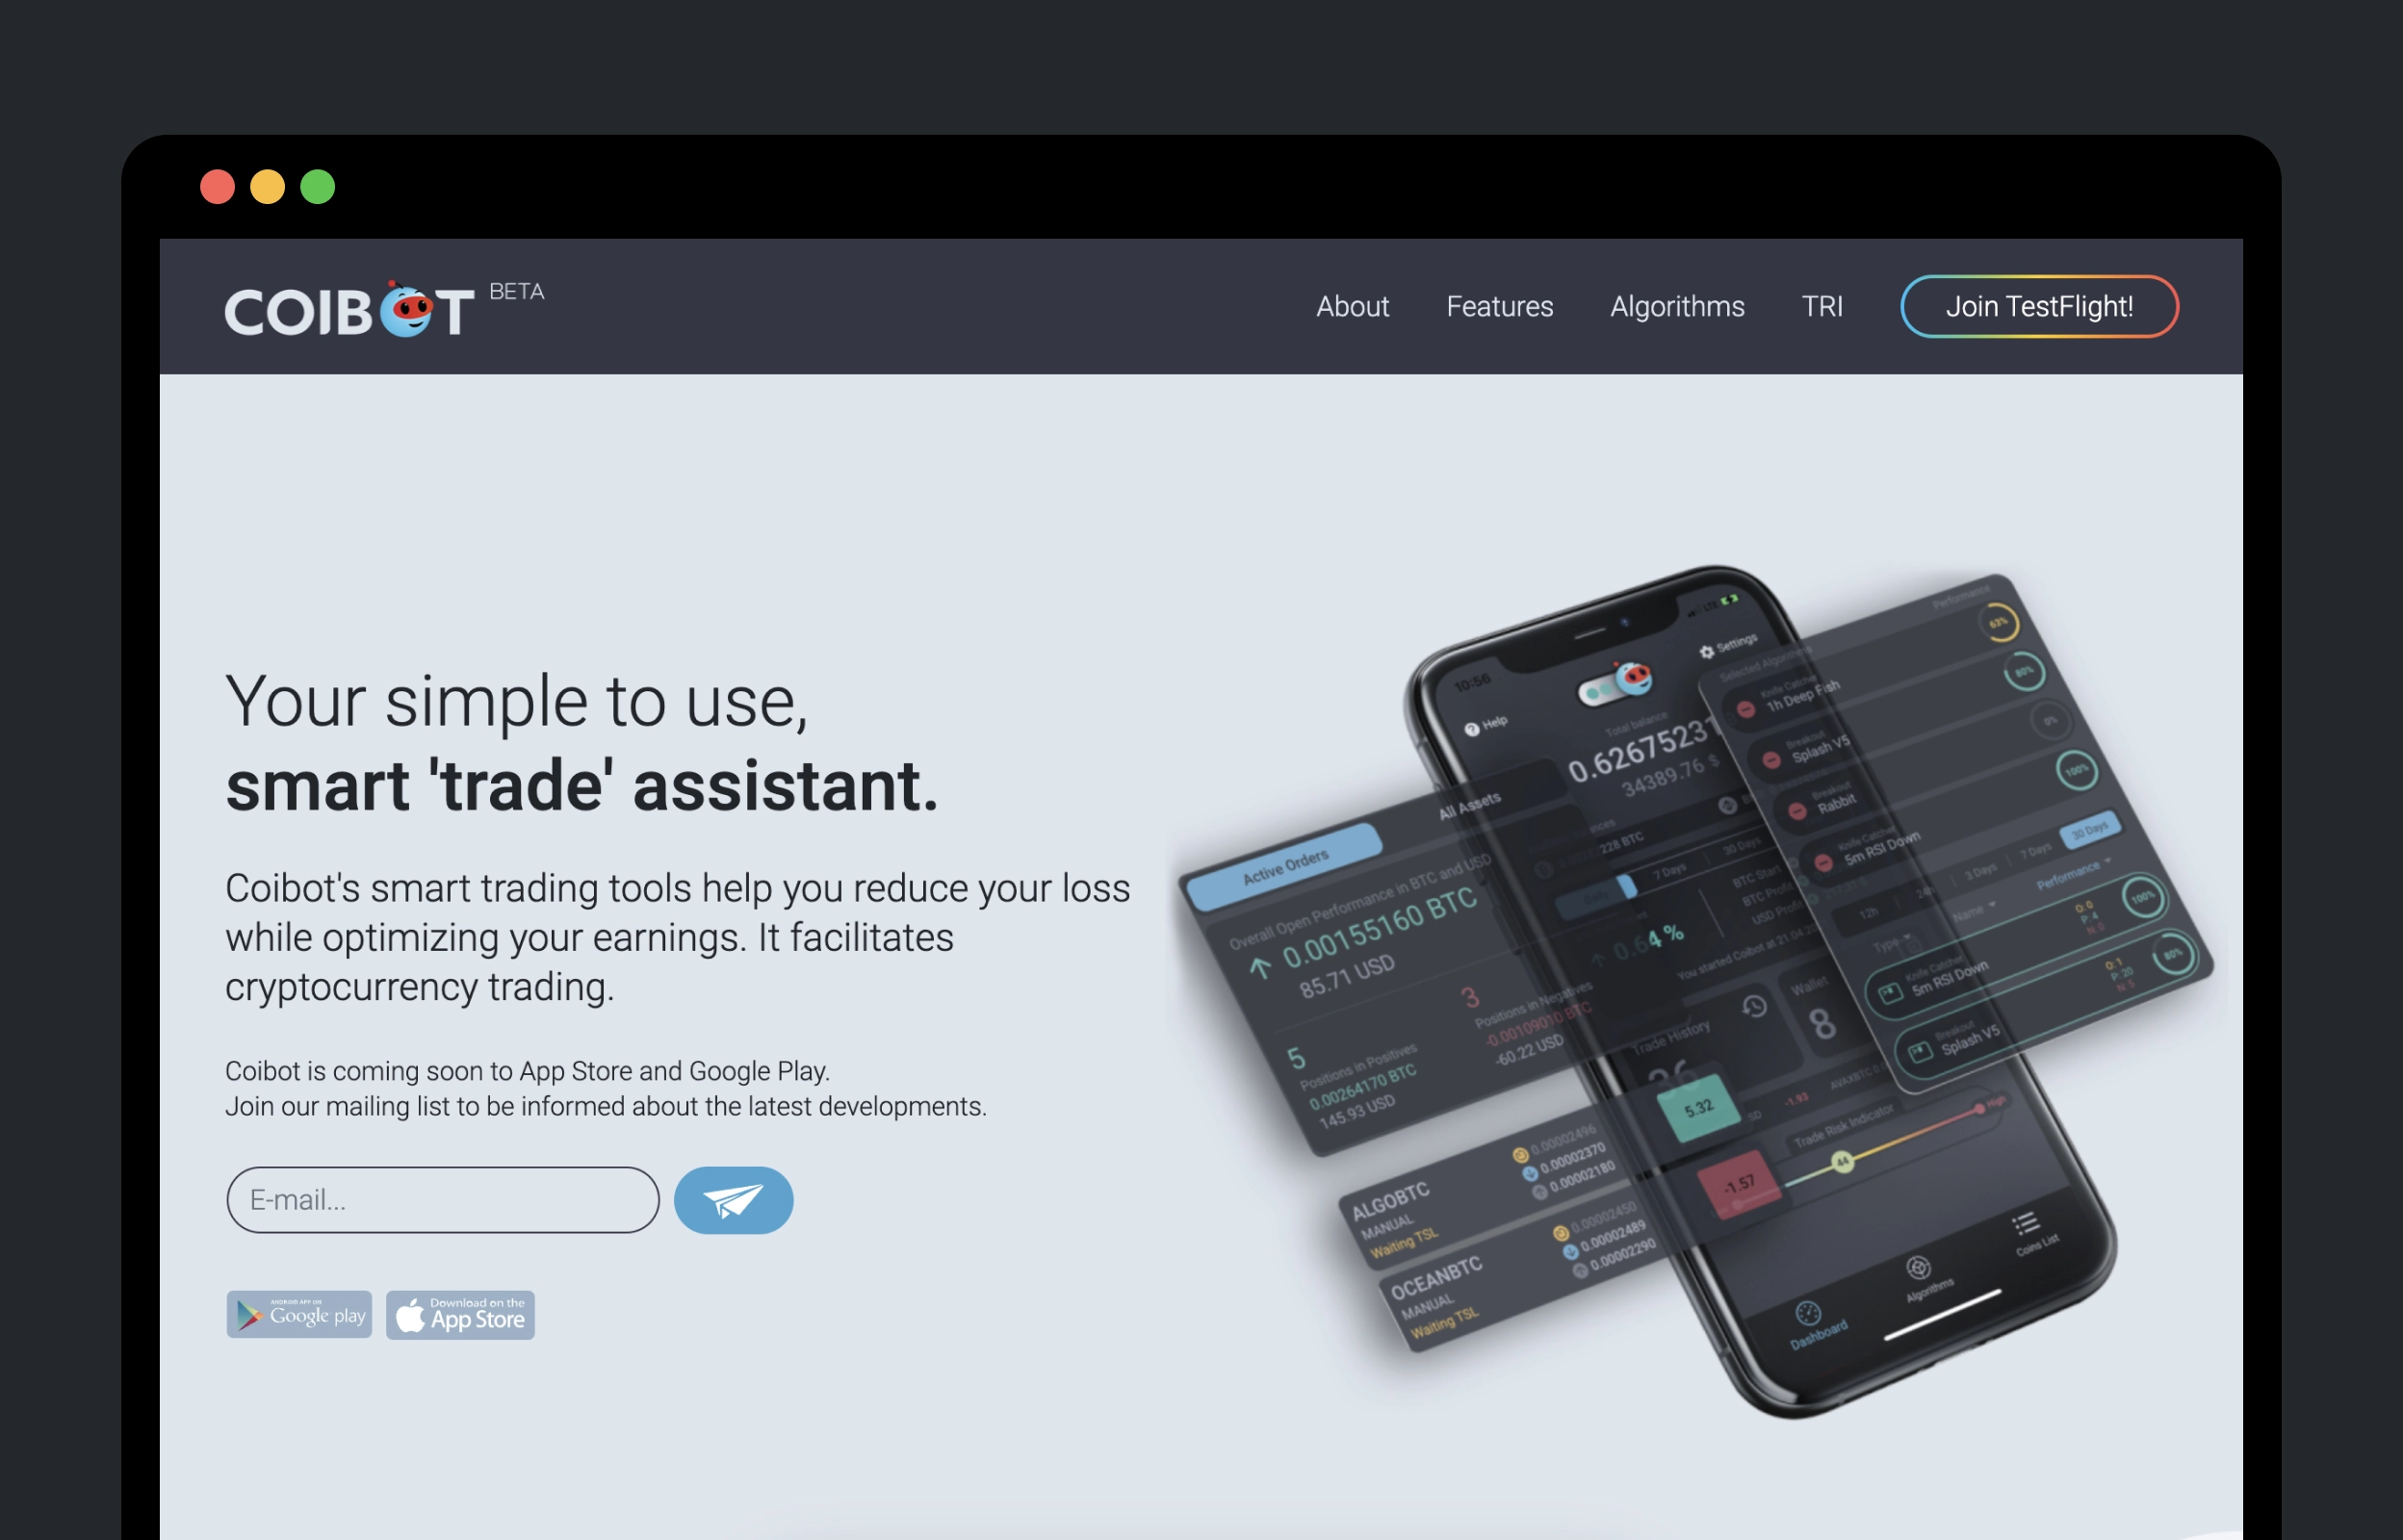 COIBOT BETA
About
Features
Algorithms
TRI
Join TestFlight!
Your simple to use,
smart 'trade' assistant.
Coibot's smart trading tools help you reduce your loss
while optimizing your earnings. It facilitates
cryptocurrency trading.
Coibot is coming soon to App Store and Google Play.
Join our mailing list to be informed about the latest developments.
E-mail...
ANDROID APP ON
Google play
Download on the
App Store
10:56
LTE
Help
Settings
Total balance
0.6267523
34389.76 $
228 BTC
7 Days
30 Days
BTC Start
BTC Profit
USD Profit
0.64 %
You started Coibot at 21.04.20
Trade History
36
Wallet
8
-1.93
Trade Risk Indicator
44
High
Dashboard
Algorithms
Coins List
Active Orders
All Assets
Overall Open Performance in BTC and USD
0.00155160 BTC
85.71 USD
5
Positions in Positives
0.00264170 BTC
145.93 USD
3
Positions in Negatives
-0.00109010 BTC
-60.22 USD
ALGOBTC
MANUAL
Waiting TSL
0.00002496
0.00002370
0.00002180
5.32
OCEANBTC
MANUAL
Waiting TSL
0.00002450
0.00002489
0.00002290
-1.57
Selected Algorithms
Performance
Knife Catcher
1h Deep Fish
63%
Breakout
Splash V5
80%
Breakout
Rabbit
0%
Knife Catcher
5m RSI Down
100%
12h
24h
3 Days
7 Days
30 Days
Type
Name
Performance
Knife Catcher
5m RSI Down
O: 0
P: 4
N: 0
100%
Breakout
Splash V5
O: 1
P: 20
N: 5
80%